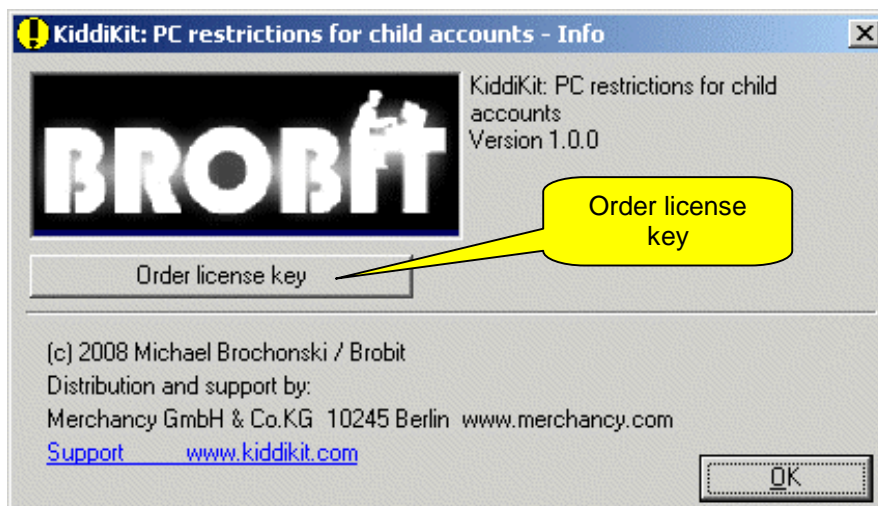 KiddiKit: PC restrictions for child accounts - Info
BROBIT
KiddiKit: PC restrictions for child
accounts
Version 1.0.0
Order license
key
Order license key
(c) 2008 Michael Brochonski / Brobit
Distribution and support by:
Merchancy GmbH & Co.KG 10245 Berlin www.merchancy.com
Support www.kiddikit.com
OK